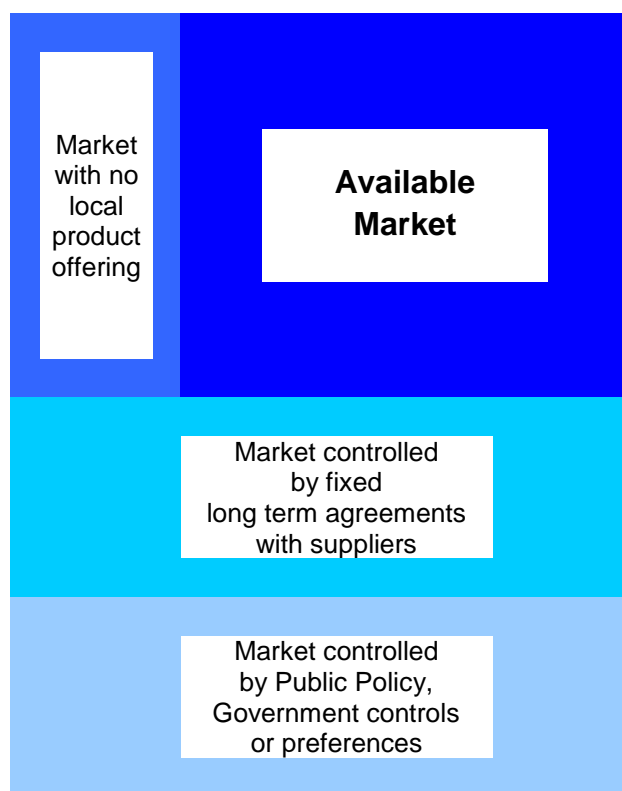 Market
with no
local
product
offering
Available
Market
Market controlled
by fixed
long term agreements
with suppliers
Market controlled
by Public Policy,
Government controls
or preferences